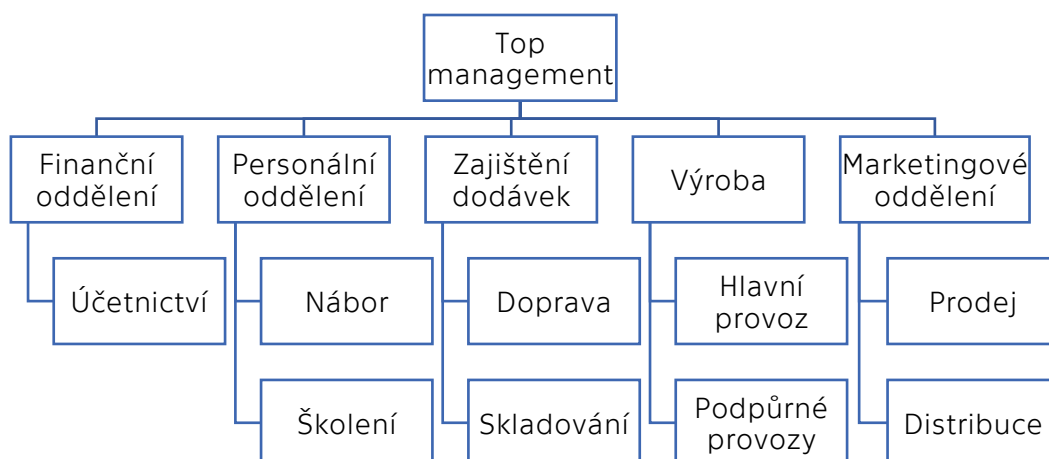 Top
management
Finanční
oddělení
Personální
oddělení
Zajištění
dodávek
Výroba
Marketingové
oddělení
Účetnictví
Nábor
Doprava
Hlavní
provoz
Prodej
Školení
Skladování
Podpůrné
provozy
Distribuce